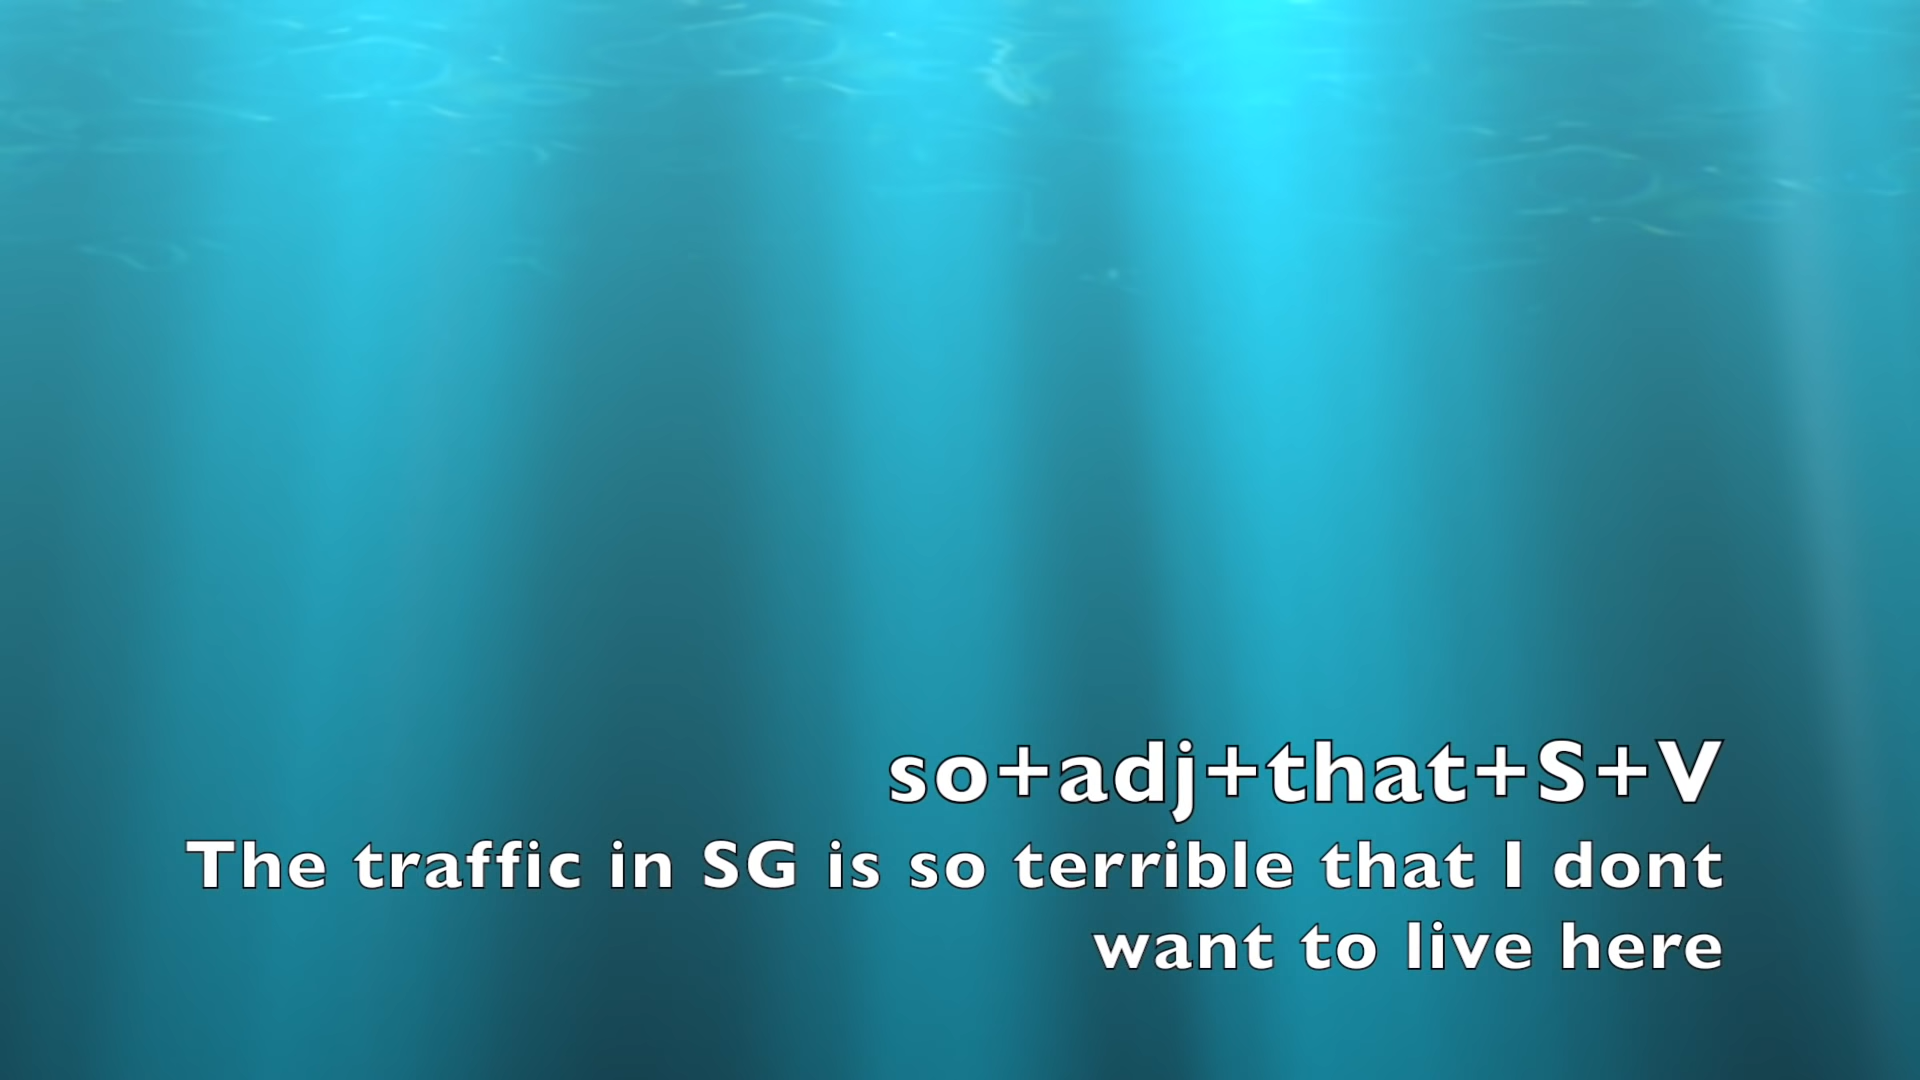 so+adj+that+S+V
The traffic in SG is so terrible that I dont
want to live here